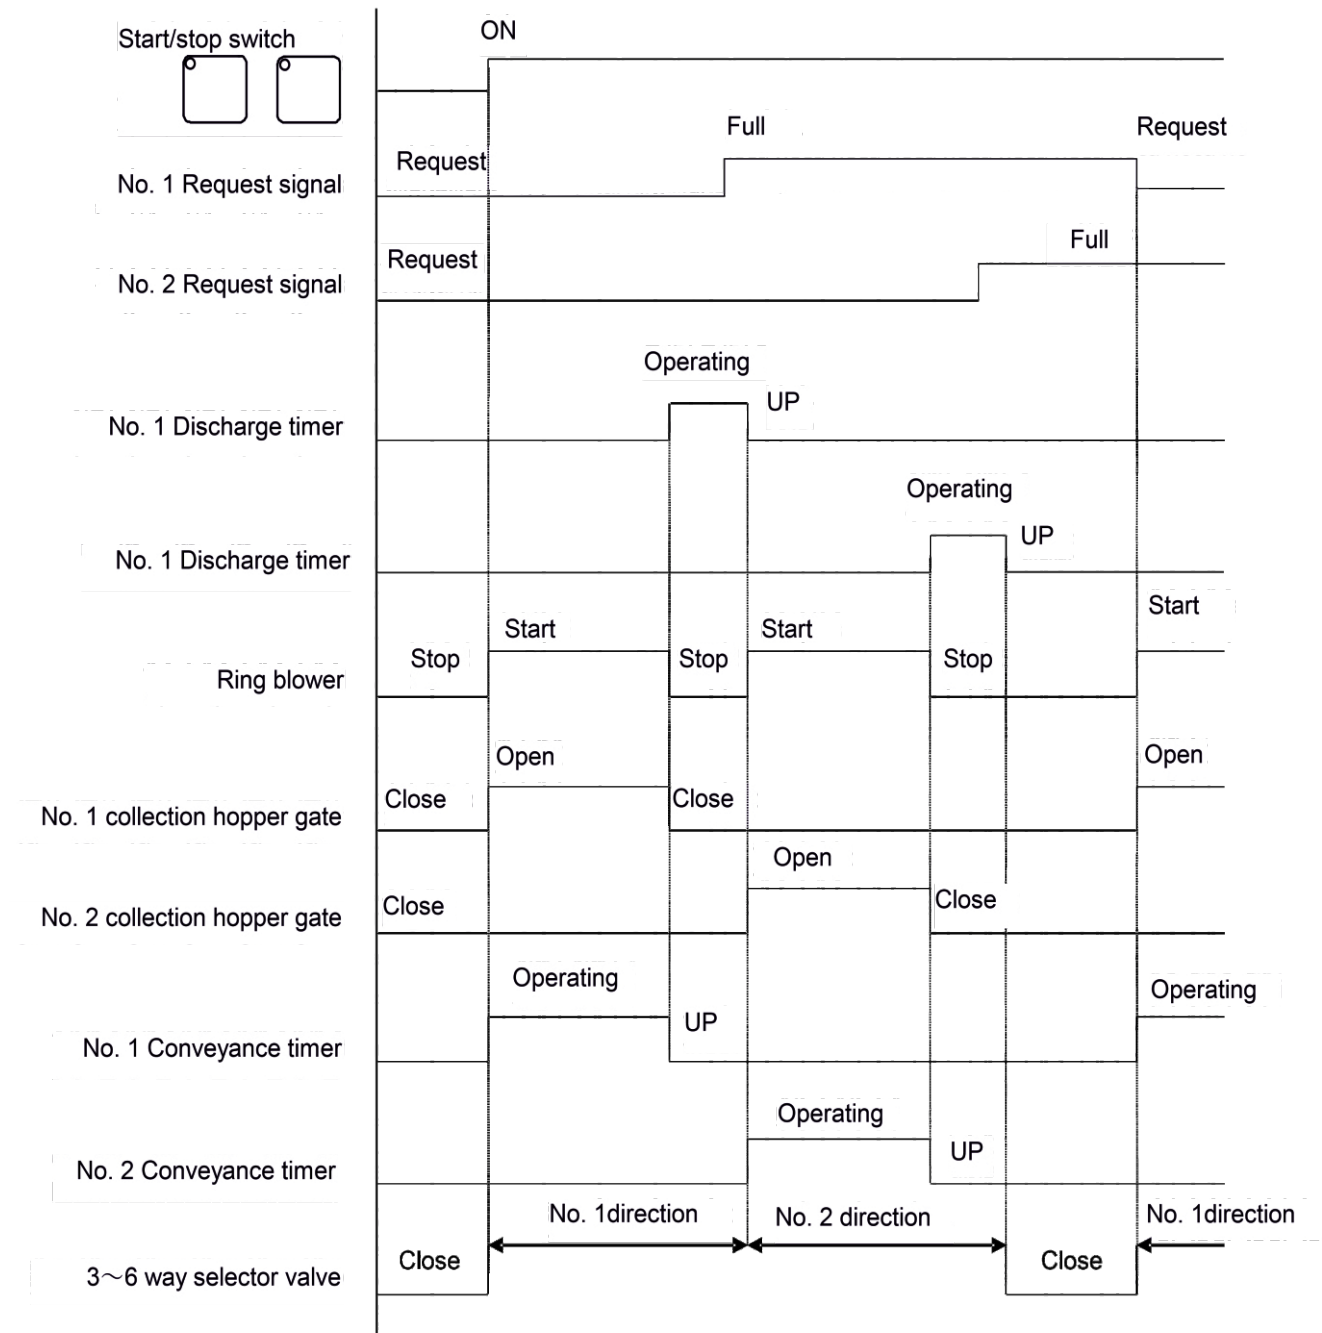 ON
Start/stop switch
Full
Request
Request
No. 1 Request signal
Full
Request
No. 2 Request signal
Operating
UP
No. 1 Discharge timer
Operating
UP
No. 1 Discharge timer
Start
Start
Start
Stop
Stop
Stop
Ring blower
Open
Open
Close
Close
No. 1 collection hopper gate
Open
Close
Close
No. 2 collection hopper gate
Operating
Operating
UP
No. 1 Conveyance timer
Operating
UP
No. 2 Conveyance timer
No. 1direction
No. 2 direction
No. 1direction
Close
Close
3～6 way selector valve